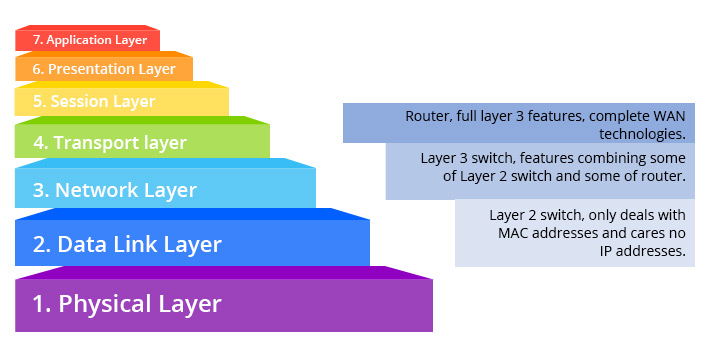 7. Application Layer
6. Presentation Layer
5. Session Layer
4. Transport layer
3. Network Layer
2. Data Link Layer
1. Physical Layer
Router, full layer 3 features, complete WAN
technologies.
Layer 3 switch, features combining some
of Layer 2 switch and some of router.
Layer 2 switch, only deals with
MAC addresses and cares no
IP addresses.